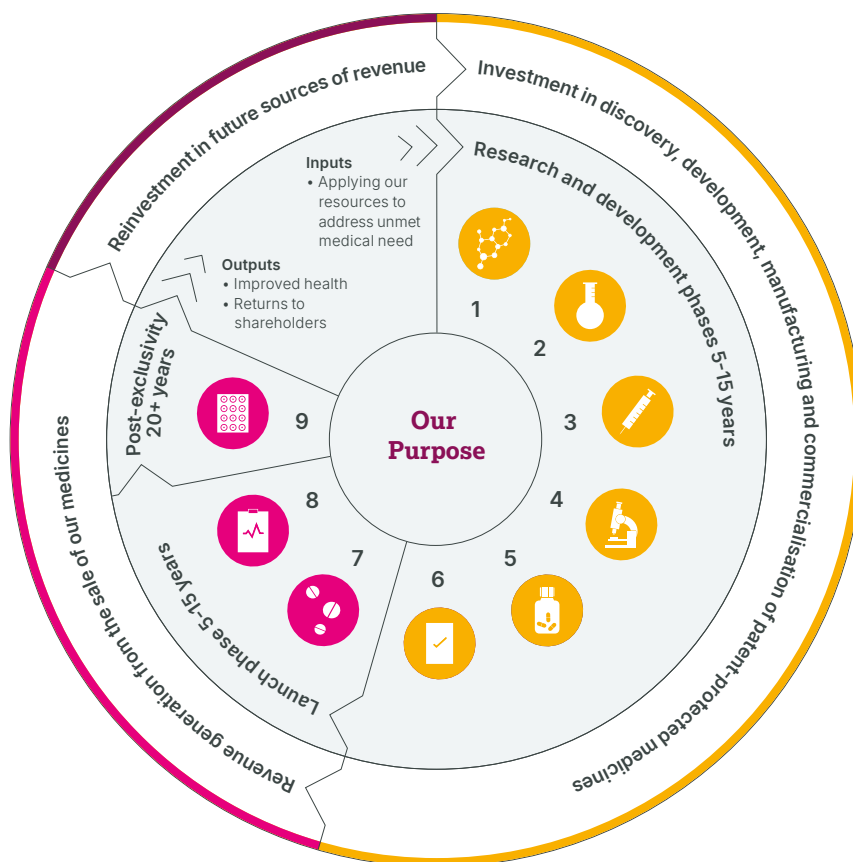 Reinvestment in future sources of revenue
Investment in discovery, development, manufacturing and commercialisation of patent-protected medicines
Revenue generation from the sale of our medicines
Inputs
• Applying our
resources to
address unmet
medical need
Outputs
• Improved health
• Returns to
shareholders
Research and development phases 5–15 years
1
2
3
4
5
6
Launch phase 5–15 years
7
8
Post-exclusivity
20+ years
9
Our
Purpose